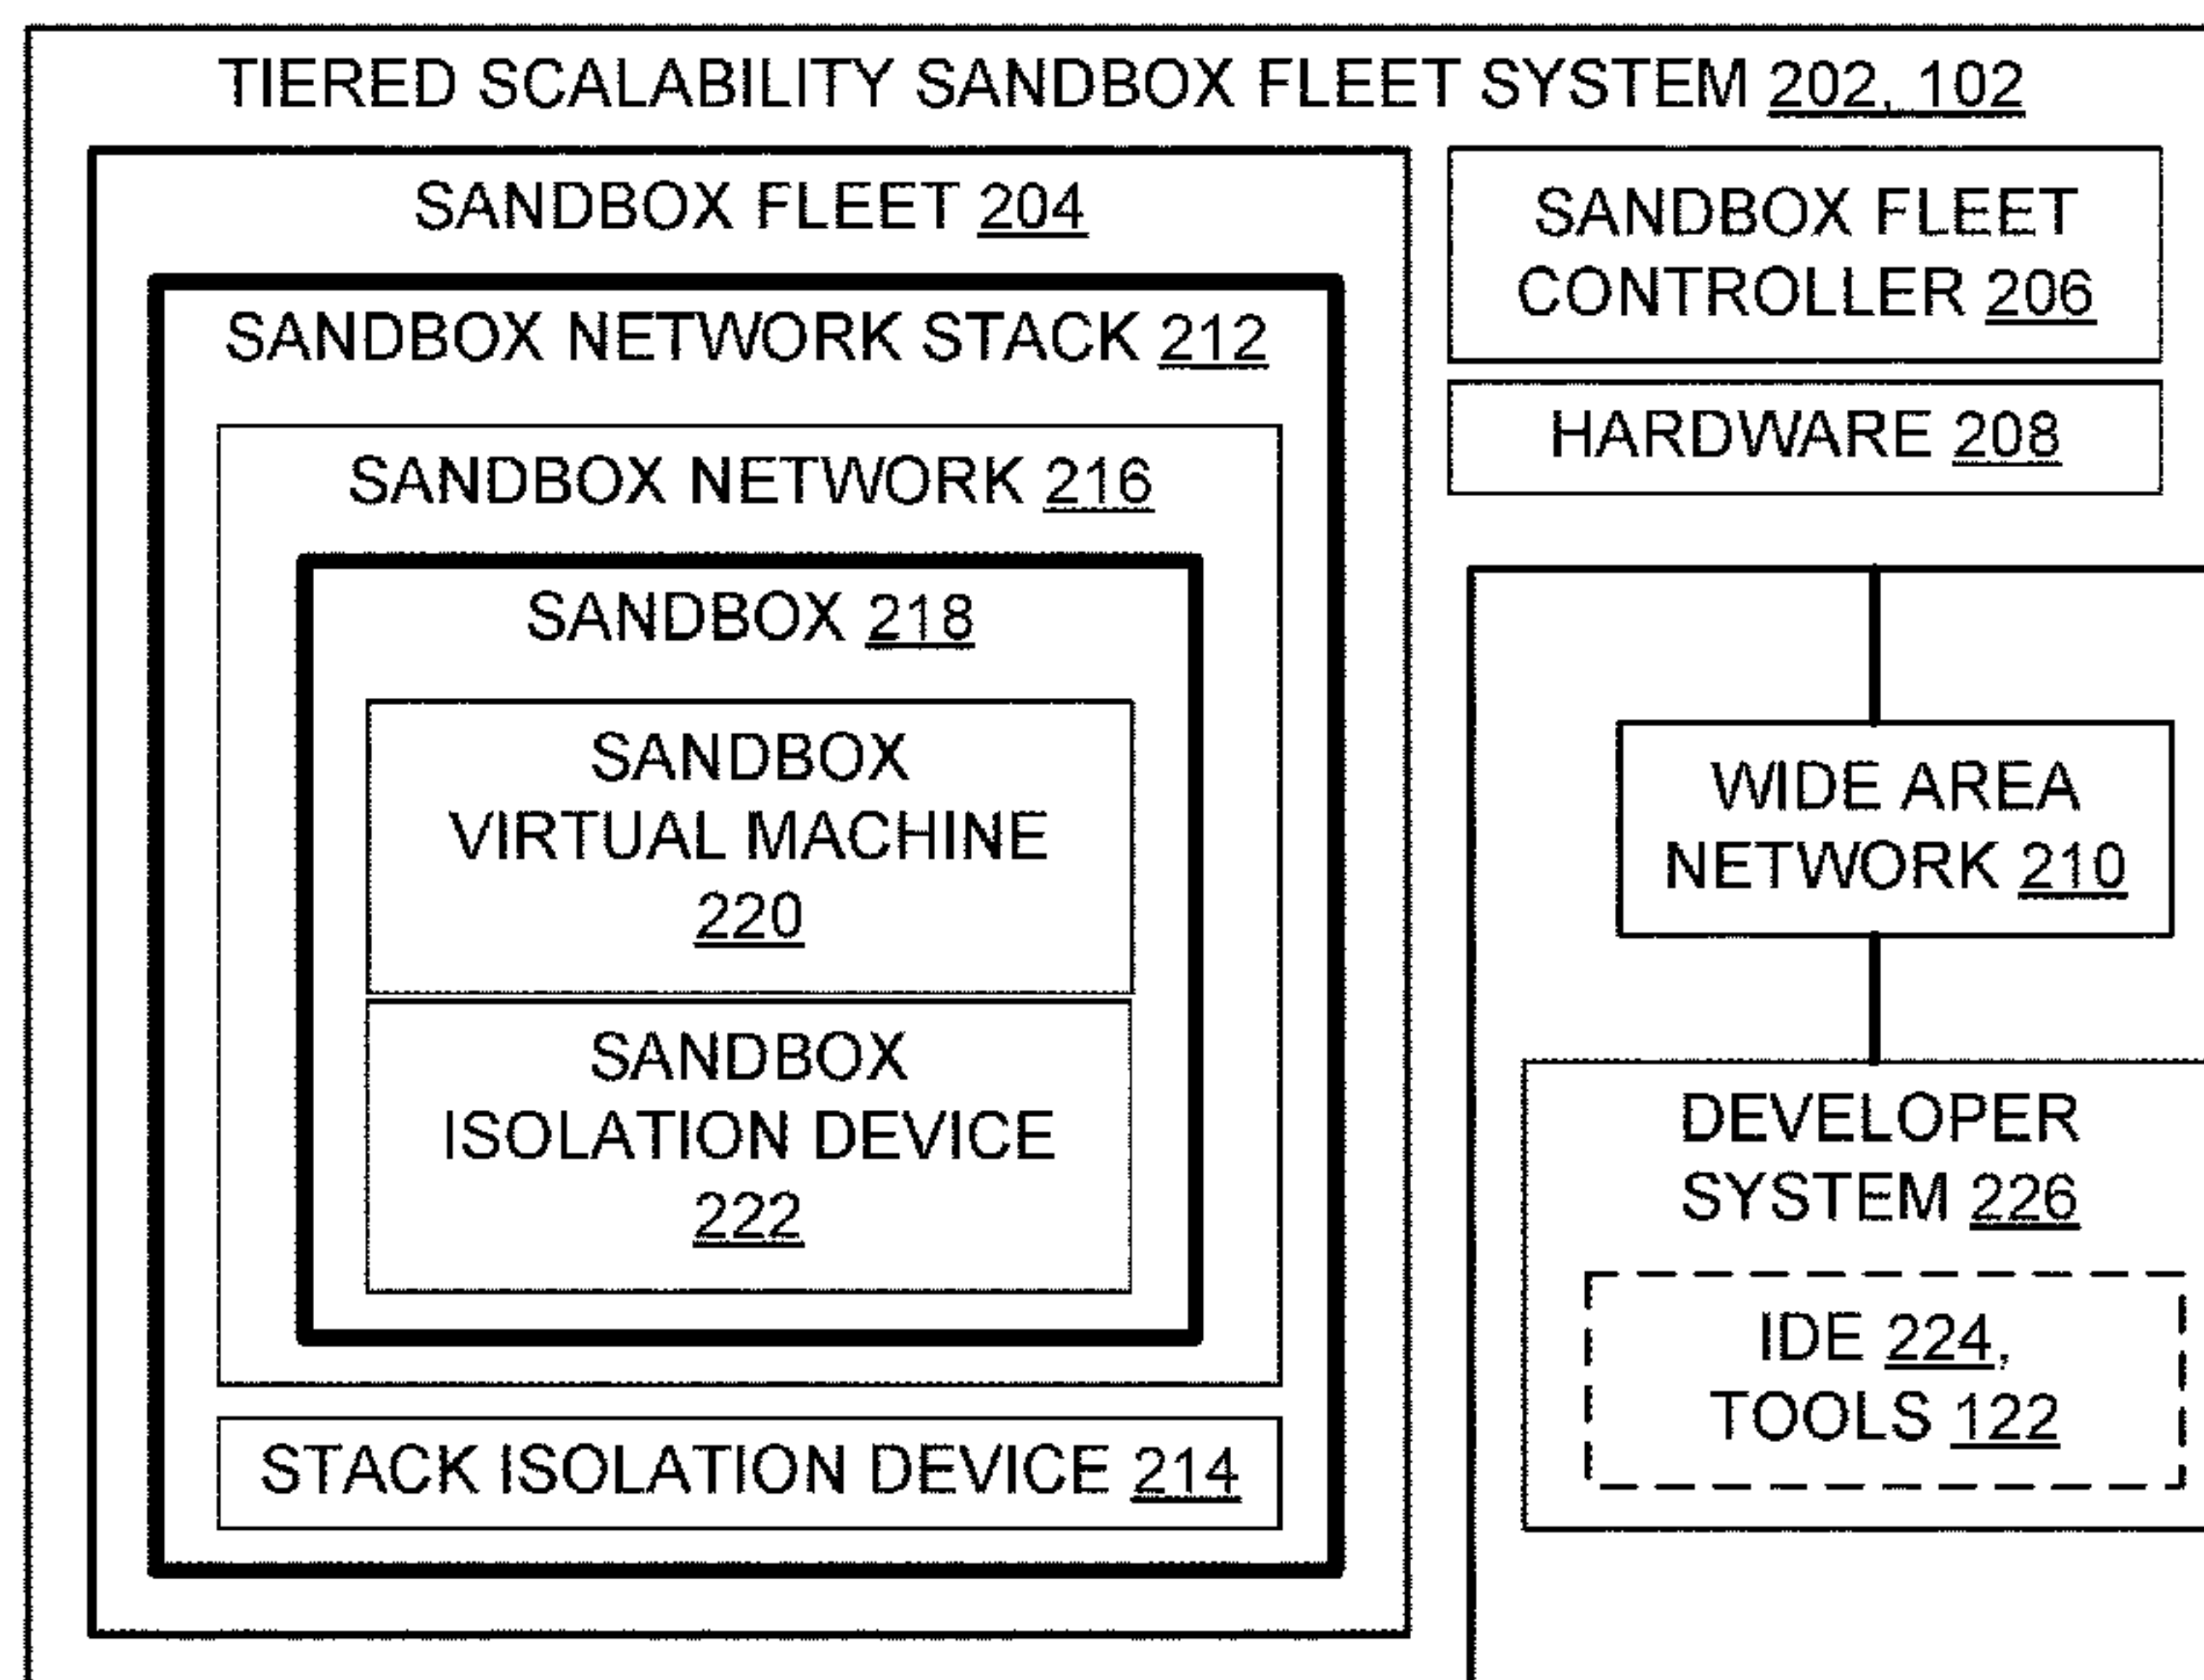 TIERED SCALABILITY SANDBOX FLEET SYSTEM 202, 102
SANDBOX FLEET 204
SANDBOX NETWORK STACK 212
SANDBOX NETWORK 216
SANDBOX 218
SANDBOX
VIRTUAL MACHINE
220
SANDBOX
ISOLATION DEVICE
222
STACK ISOLATION DEVICE 214
SANDBOX FLEET
CONTROLLER 206
HARDWARE 208
WIDE AREA
NETWORK 210
DEVELOPER
SYSTEM 226
IDE 224,
TOOLS 122